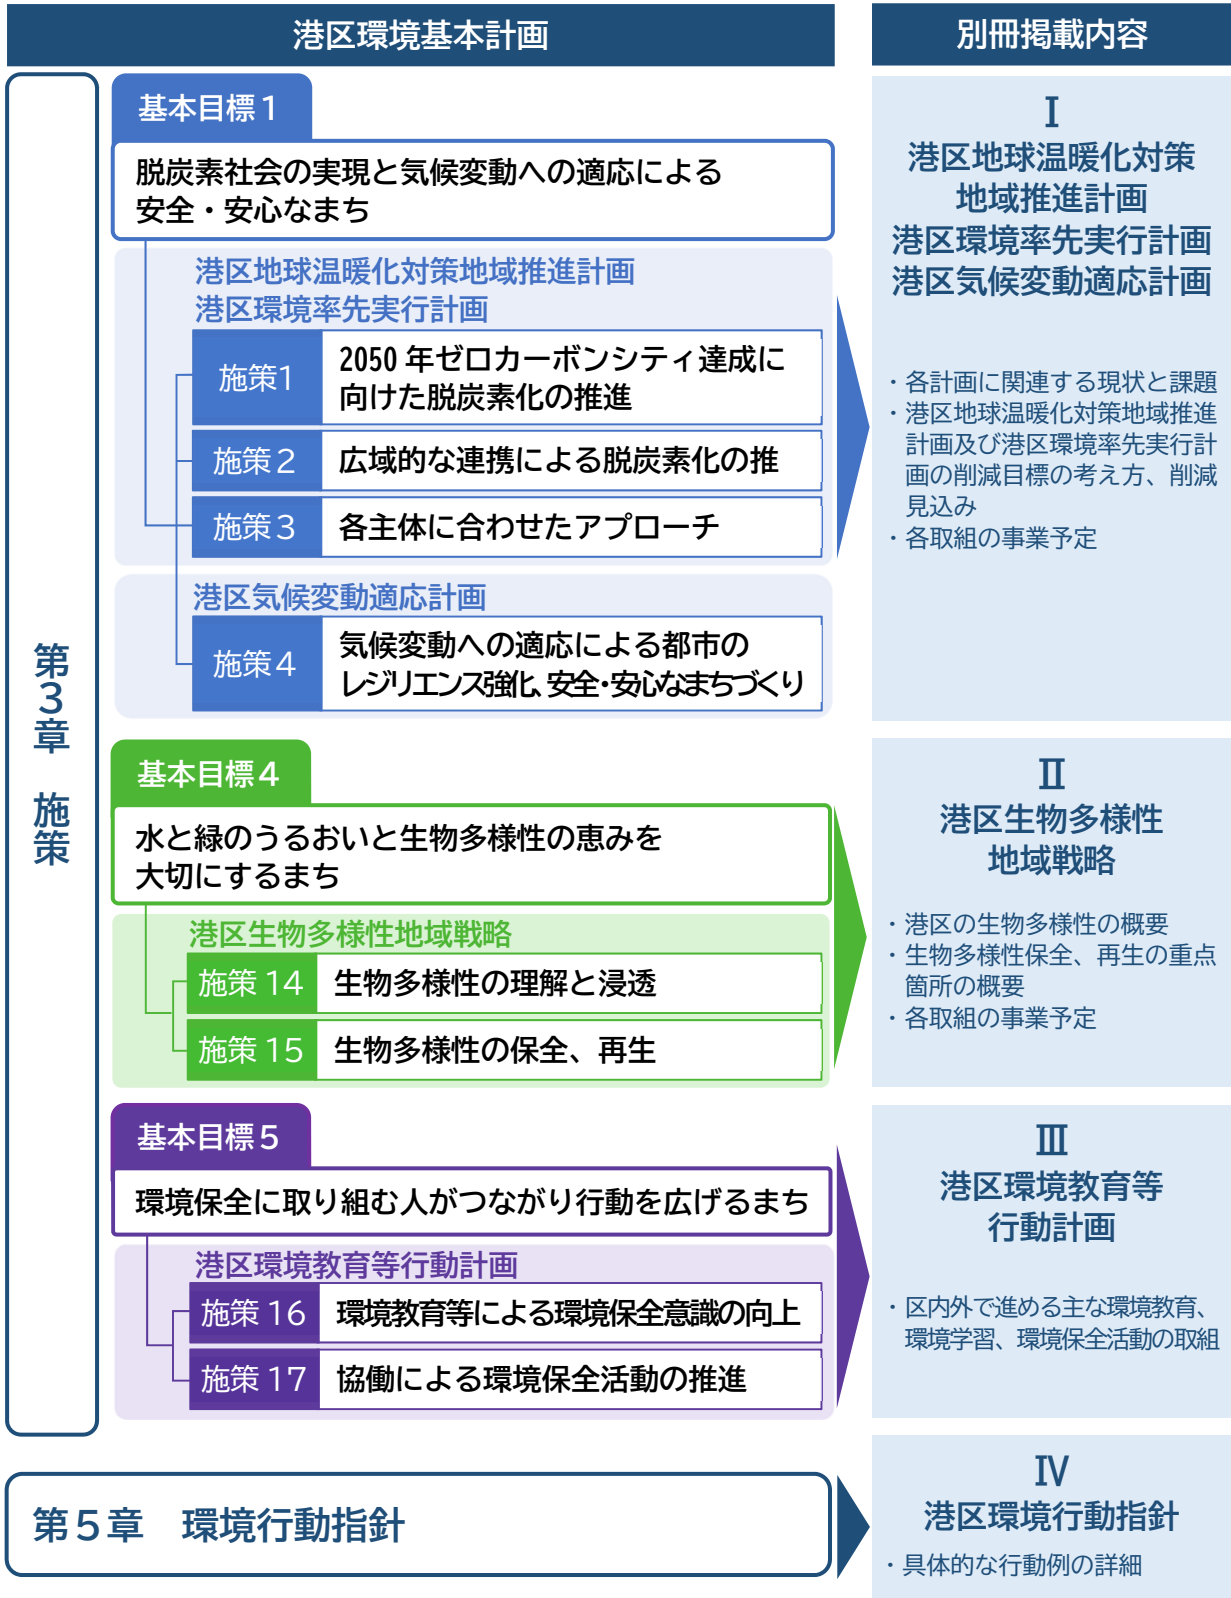 港区環境基本計画
別冊掲載内容
第３章　施策
基本目標１
脱炭素社会の実現と気候変動への適応による
安全・安心なまち
港区地球温暖化対策地域推進計画
港区環境率先実行計画
施策1
2050 年ゼロカーボンシティ達成に
向けた脱炭素化の推進
施策２
広域的な連携による脱炭素化の推
施策３
各主体に合わせたアプローチ
港区気候変動適応計画
施策４
気候変動への適応による都市の
レジリエンス強化、安全・安心なまちづくり
Ⅰ
港区地球温暖化対策
地域推進計画
港区環境率先実行計画
港区気候変動適応計画
・各計画に関連する現状と課題
・港区地球温暖化対策地域推進
計画及び港区環境率先実行計
画の削減目標の考え方、削減
見込み
・各取組の事業予定
基本目標４
水と緑のうるおいと生物多様性の恵みを
大切にするまち
港区生物多様性地域戦略
施策 14
生物多様性の理解と浸透
施策 15
生物多様性の保全、再生
Ⅱ
港区生物多様性
地域戦略
・港区の生物多様性の概要
・生物多様性保全、再生の重点
箇所の概要
・各取組の事業予定
基本目標５
環境保全に取り組む人がつながり行動を広げるまち
港区環境教育等行動計画
施策 16
環境教育等による環境保全意識の向上
施策 17
協働による環境保全活動の推進
Ⅲ
港区環境教育等
行動計画
・区内外で進める主な環境教育、
環境学習、環境保全活動の取組
第５章　環境行動指針
Ⅳ
港区環境行動指針
・具体的な行動例の詳細